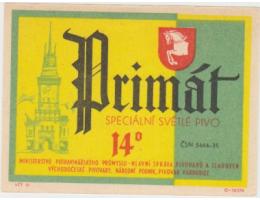 Primát
SPECIÁLNÍ SVĚTLÉ PIVO
14°
ČSN 5666-35
MINISTERSTVO POTRAVINÁŘSKÉHO PRŮMYSLU - HLAVNÍ SPRÁVA PIVOVARŮ A SLADOVEN
VÝCHODOČESKÉ PIVOVARY, NÁRODNÍ PODNIK, PIVOVAR PARDUBICE